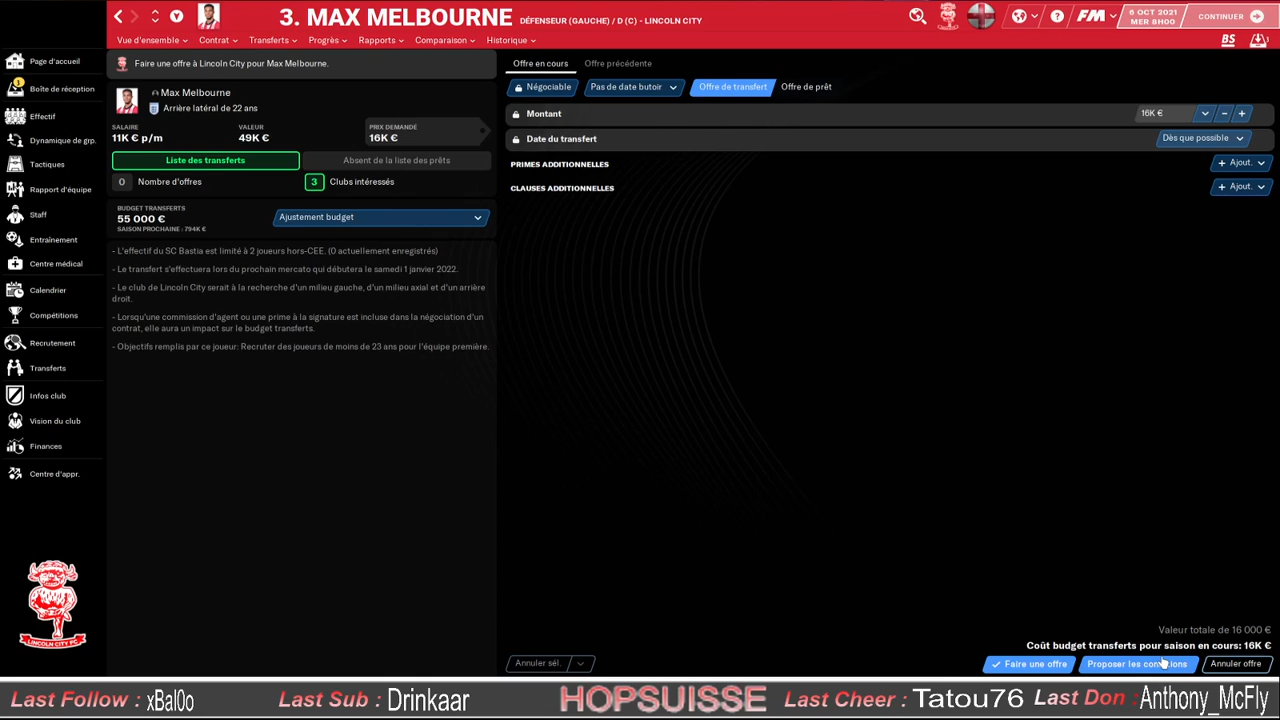 3. MAX MELBOURNE
DÉFENSEUR (GAUCHE) / D (C) - LINCOLN CITY
6 OCT 2021
MER 8H00
CONTINUER
FM
Vue d'ensemble
Contrat
Transferts
Progrès
Rapports
Comparaison
Historique
BS
1
Page d'accueil
1
Boîte de réception
Effectif
Dynamique de grp.
Tactiques
Rapport d'équipe
Staff
Entraînement
Centre médical
Calendrier
Compétitions
Recrutement
Transferts
Infos club
Vision du club
Finances
Centre d'appr.
LINCOLN CITY FC
Faire une offre à Lincoln City pour Max Melbourne.
Max Melbourne
Arrière latéral de 22 ans
SALAIRE
11K € p/m
VALEUR
49K €
PRIX DEMANDÉ
16K €
Liste des transferts
Absent de la liste des prêts
0 Nombre d'offres
3 Clubs intéressés
BUDGET TRANSFERTS
55 000 €
SAISON PROCHAINE : 794K €
Ajustement budget
- L'effectif du SC Bastia est limité à 2 joueurs hors-CEE. (0 actuellement enregistrés)
- Le transfert s'effectuera lors du prochain mercato qui débutera le samedi 1 janvier 2022.
- Le club de Lincoln City serait à la recherche d'un milieu gauche, d'un milieu axial et d'un arrière
droit.
- Lorsqu'une commission d'agent ou une prime à la signature est incluse dans la négociation d'un
contrat, elle aura un impact sur le budget transferts.
- Objectifs remplis par ce joueur: Recruter des joueurs de moins de 23 ans pour l'équipe première.
Offre en cours
Offre précédente
Négociable
Pas de date butoir
Offre de transfert
Offre de prêt
Montant
16K €
Date du transfert
Dès que possible
PRIMES ADDITIONNELLES
+ Ajout.
CLAUSES ADDITIONNELLES
+ Ajout.
Valeur totale de 16 000 €
Coût budget transferts pour saison en cours: 16K €
Annuler sél.
Faire une offre
Proposer les conditions
Annuler offre
Last Follow : xBal0o
Last Sub : Drinkaar
HOPSUISSE
Last Cheer : Tatou76
Last Don : Anthony_McFly